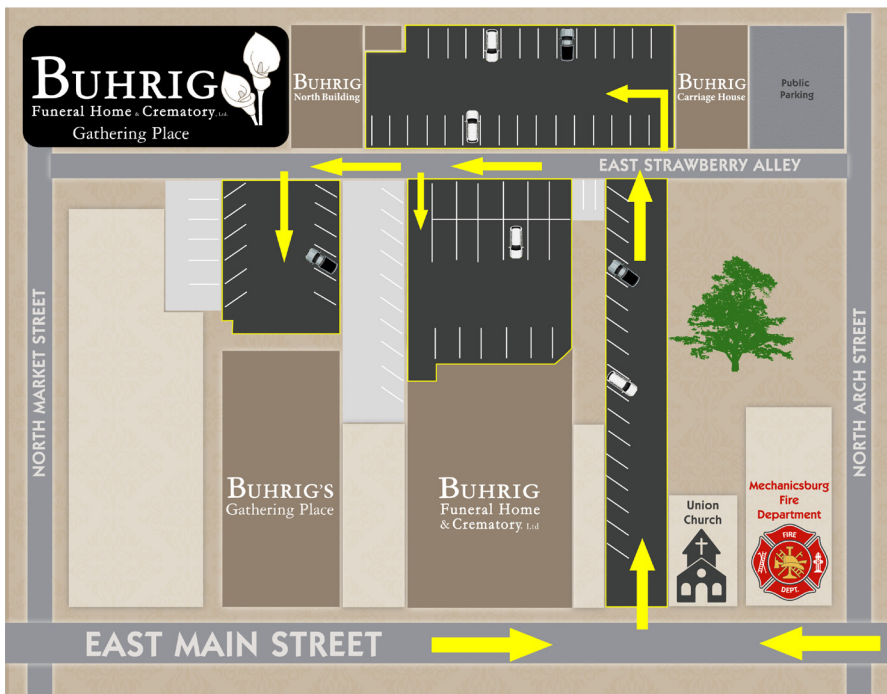 BUHRIG
Funeral Home & Crematory, Ltd.
Gathering Place
BUHRIG
North Building
BUHRIG
Carriage House
Public
Parking
EAST STRAWBERRY ALLEY
NORTH MARKET STREET
NORTH ARCH STREET
BUHRIG'S
Gathering Place
BUHRIG
Funeral Home
& Crematory, Ltd
Union
Church
Mechanicsburg
Fire
Department
FIRE
DEPT.
EAST MAIN STREET